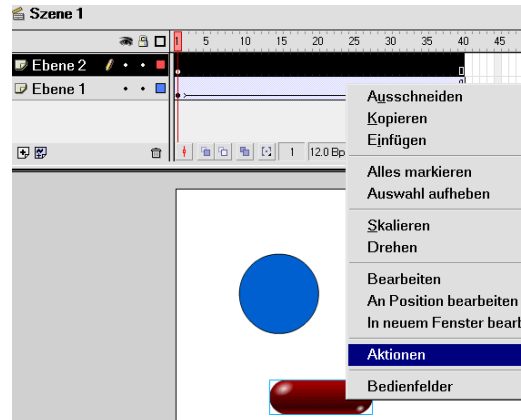 Szene 1
1 5 10 15 20 25 30 35 40 45
Ebene 2
Ebene 1
1 12.0 Bp
Ausschneiden
Kopieren
Einfügen
Alles markieren
Auswahl aufheben
Skalieren
Drehen
Bearbeiten
An Position bearbeiten
In neuem Fenster bearb
Aktionen
Bedienfelder